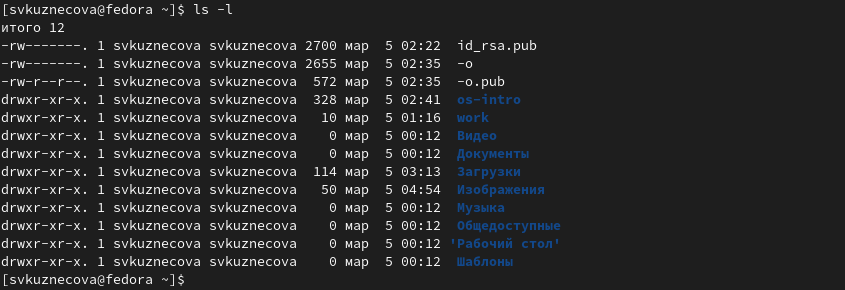 [svkuznecova@fedora ~]$ ls -l
итого 12
-rw-------. 1 svkuznecova svkuznecova 2700 мар  5 02:22  id_rsa.pub
-rw-------. 1 svkuznecova svkuznecova 2655 мар  5 02:35  -o
-rw-r--r--. 1 svkuznecova svkuznecova  572 мар  5 02:35  -o.pub
drwxr-xr-x. 1 svkuznecova svkuznecova  328 мар  5 02:41  os-intro
drwxr-xr-x. 1 svkuznecova svkuznecova   10 мар  5 01:16  work
drwxr-xr-x. 1 svkuznecova svkuznecova    0 мар  5 00:12  Видео
drwxr-xr-x. 1 svkuznecova svkuznecova    0 мар  5 00:12  Документы
drwxr-xr-x. 1 svkuznecova svkuznecova  114 мар  5 03:13  Загрузки
drwxr-xr-x. 1 svkuznecova svkuznecova   50 мар  5 04:54  Изображения
drwxr-xr-x. 1 svkuznecova svkuznecova    0 мар  5 00:12  Музыка
drwxr-xr-x. 1 svkuznecova svkuznecova    0 мар  5 00:12  Общедоступные
drwxr-xr-x. 1 svkuznecova svkuznecova    0 мар  5 00:12 'Рабочий стол'
drwxr-xr-x. 1 svkuznecova svkuznecova    0 мар  5 00:12  Шаблоны
[svkuznecova@fedora ~]$